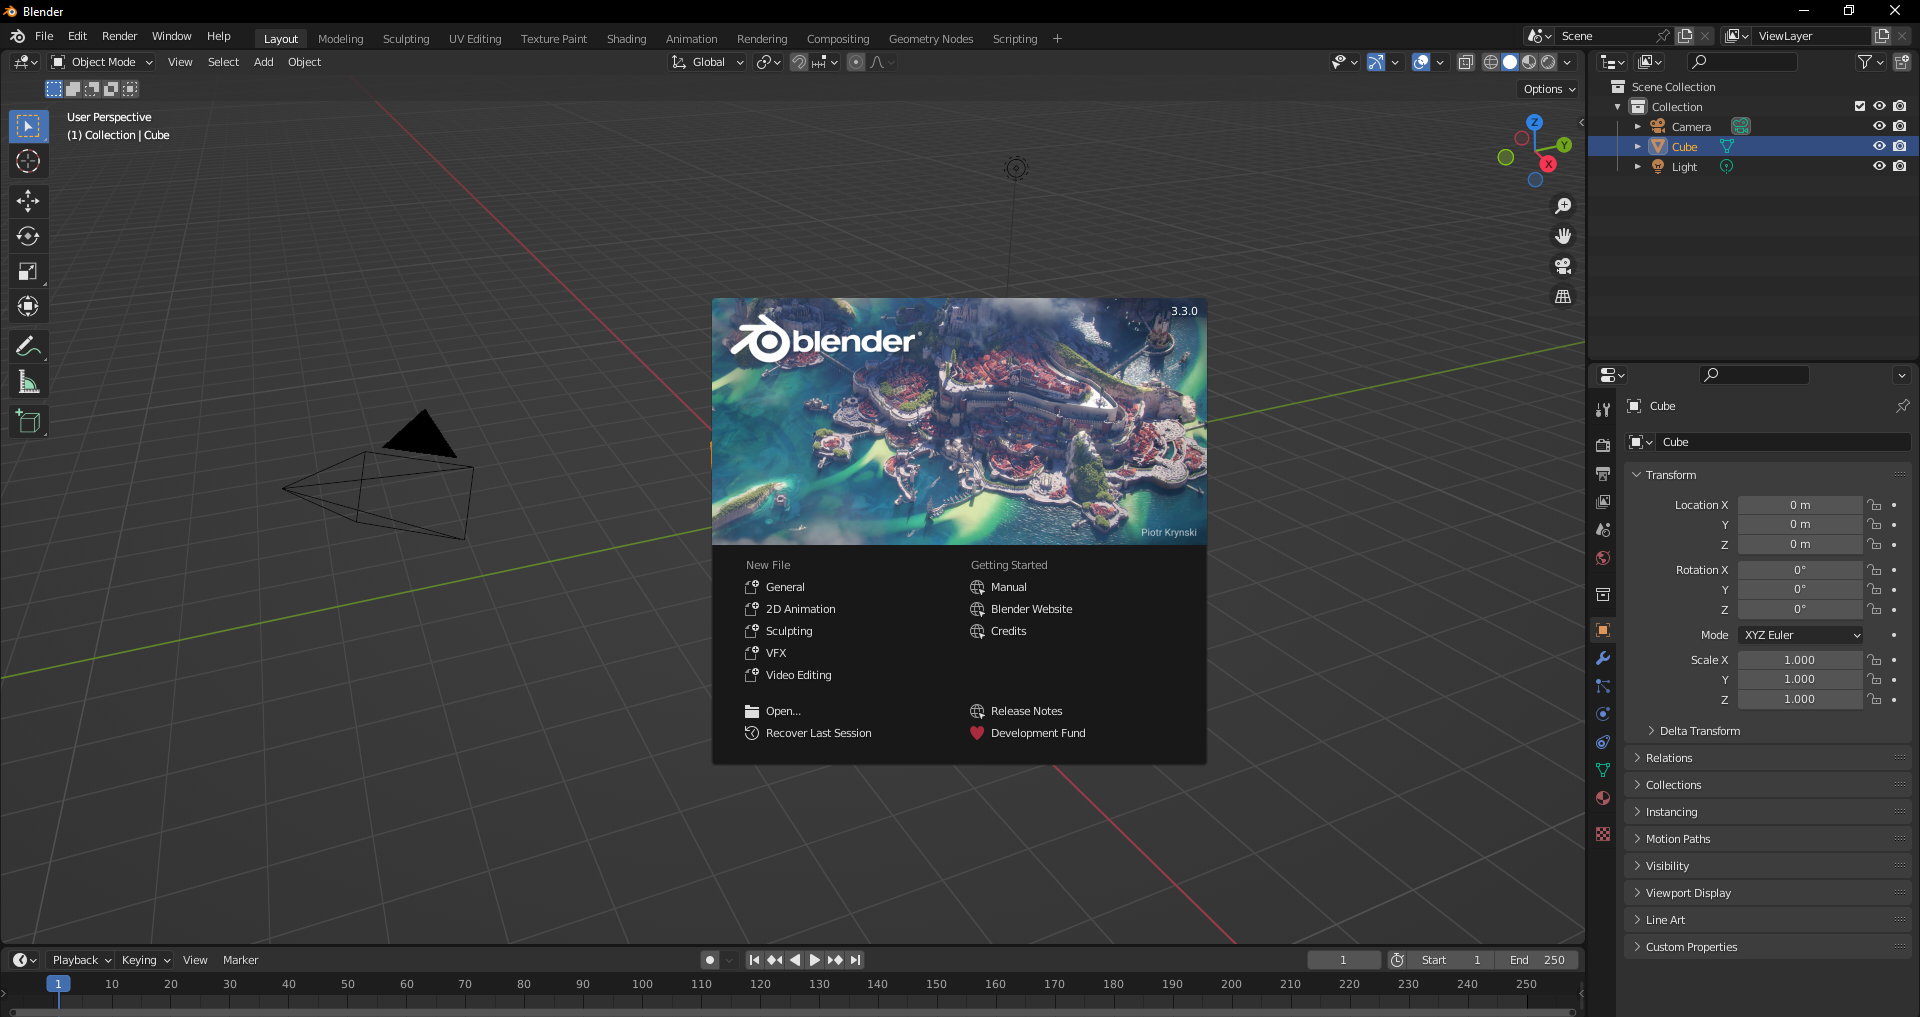 Blender
File Edit Render Window Help Layout Modeling Sculpting UV Editing Texture Paint Shading Animation Rendering Compositing Geometry Nodes Scripting + Scene ViewLayer
Object Mode View Select Add Object Global
Options
User Perspective
(1) Collection | Cube
Z
Y
X
Scene Collection
Collection
Camera
Cube
Light
3.3.0
blender
Piotr Krynski
New File
General
2D Animation
Sculpting
VFX
Video Editing
Open...
Recover Last Session
Getting Started
Manual
Blender Website
Credits
Release Notes
Development Fund
Cube
Cube
Transform
Location X 0 m
Y 0 m
Z 0 m
Rotation X 0°
Y 0°
Z 0°
Mode XYZ Euler
Scale X 1.000
Y 1.000
Z 1.000
Delta Transform
Relations
Collections
Instancing
Motion Paths
Visibility
Viewport Display
Line Art
Custom Properties
Playback Keying View Marker 1 Start 1 End 250
1 10 20 30 40 50 60 70 80 90 100 110 120 130 140 150 160 170 180 190 200 210 220 230 240 250